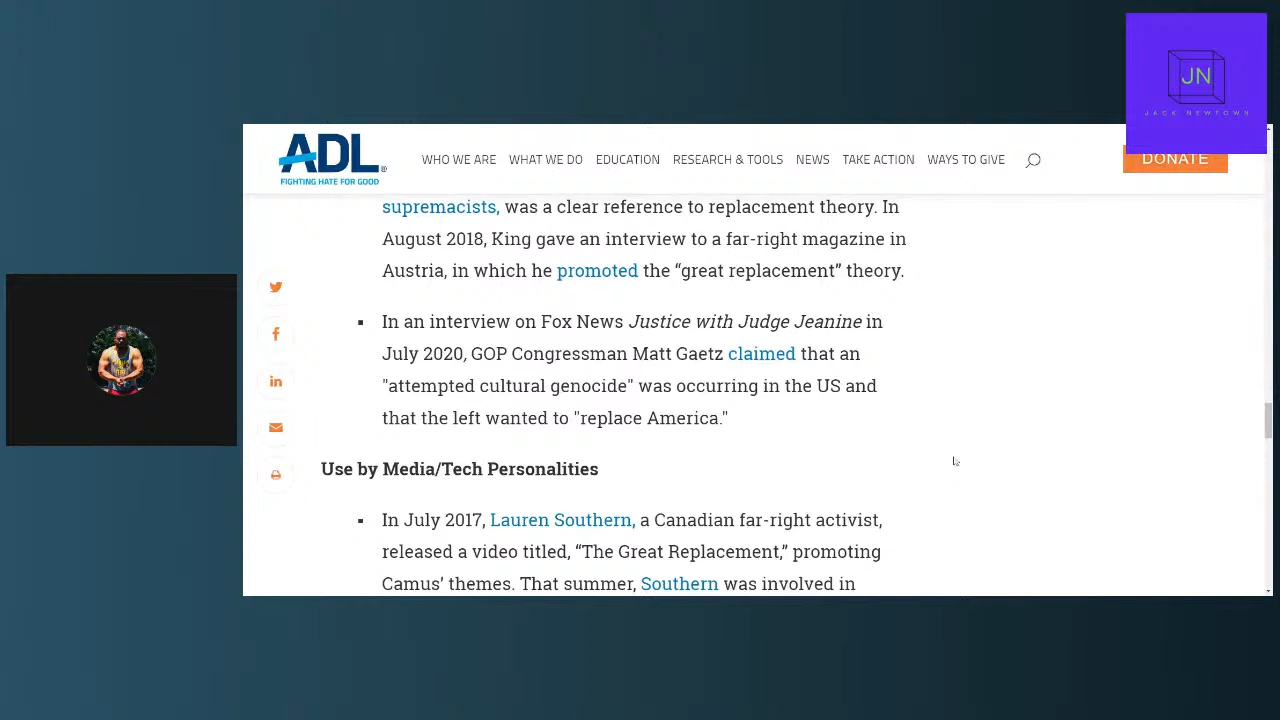 JN
JACK NEWTOWN
ADL®
FIGHTING HATE FOR GOOD
WHO WE ARE WHAT WE DO EDUCATION RESEARCH & TOOLS NEWS TAKE ACTION WAYS TO GIVE
DONATE
supremacists, was a clear reference to replacement theory. In
August 2018, King gave an interview to a far-right magazine in
Austria, in which he promoted the “great replacement” theory.
▪ In an interview on Fox News Justice with Judge Jeanine in
July 2020, GOP Congressman Matt Gaetz claimed that an
"attempted cultural genocide" was occurring in the US and
that the left wanted to "replace America."
Use by Media/Tech Personalities
▪ In July 2017, Lauren Southern, a Canadian far-right activist,
released a video titled, “The Great Replacement,” promoting
Camus’ themes. That summer, Southern was involved in